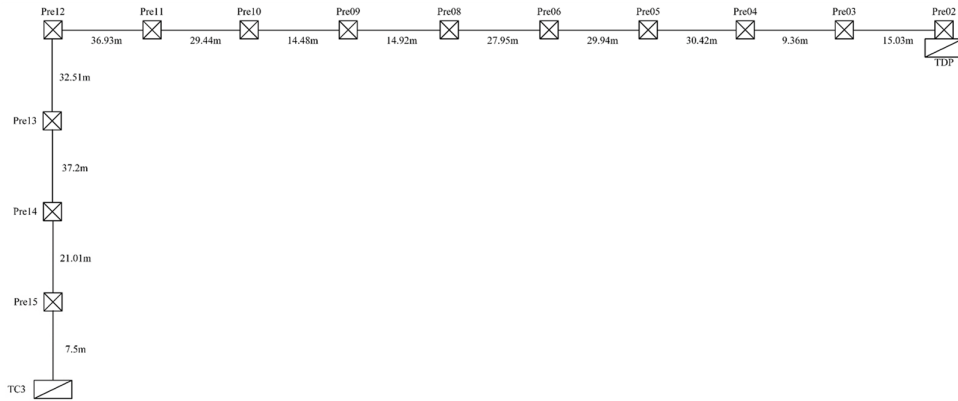 Pre12 Pre11 Pre10 Pre09 Pre08 Pre06 Pre05 Pre04 Pre03 Pre02
36.93m 29.44m 14.48m 14.92m 27.95m 29.94m 30.42m 9.36m 15.03m
TDP
32.51m
Pre13
37.2m
Pre14
21.01m
Pre15
7.5m
TC3